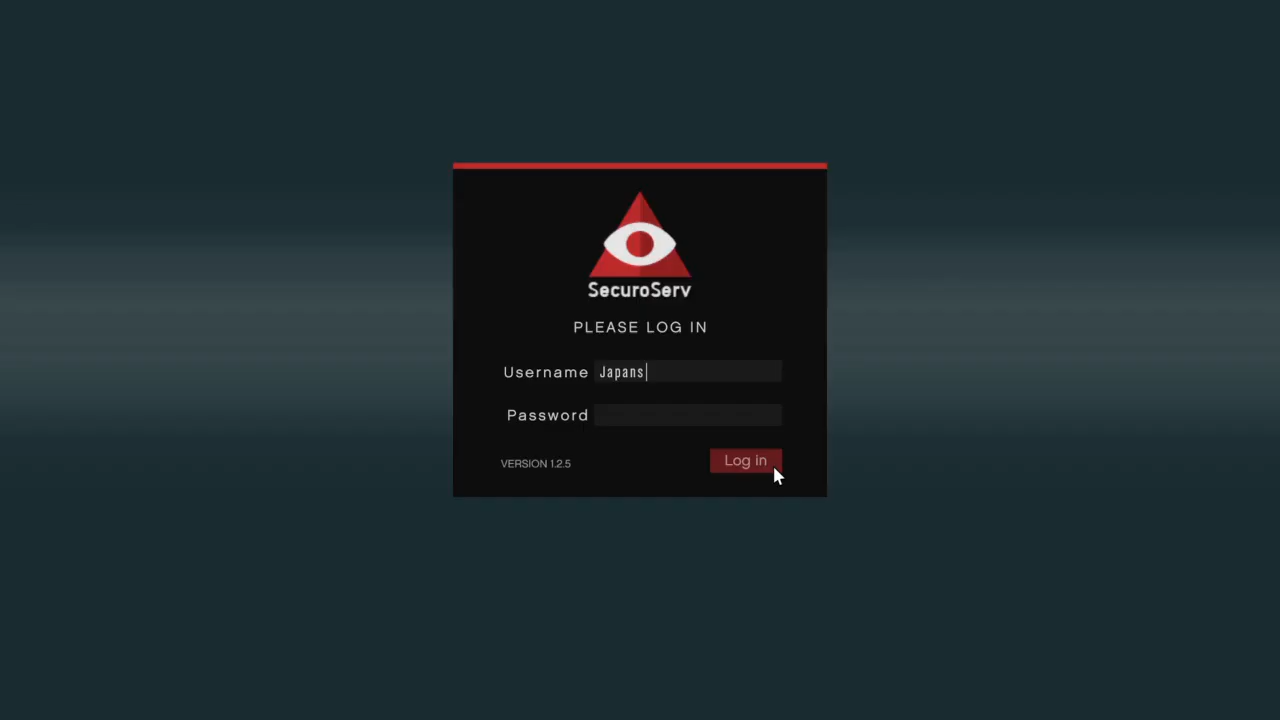 SecuroServ
PLEASE LOG IN
Username Japans
Password
VERSION 1.2.5 Log in